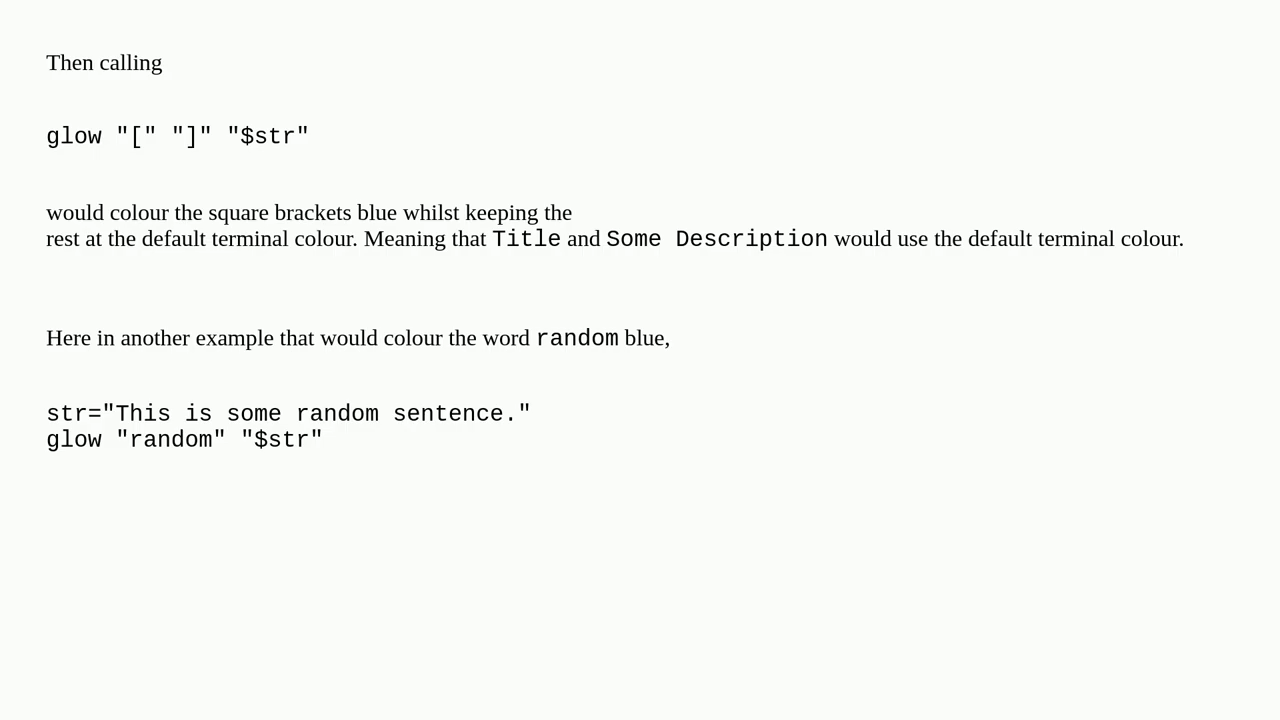 Then calling
glow "[" "]" "$str"
would colour the square brackets blue whilst keeping the
rest at the default terminal colour. Meaning that Title and Some Description would use the default terminal colour.
Here in another example that would colour the word random blue,
str="This is some random sentence."
glow "random" "$str"